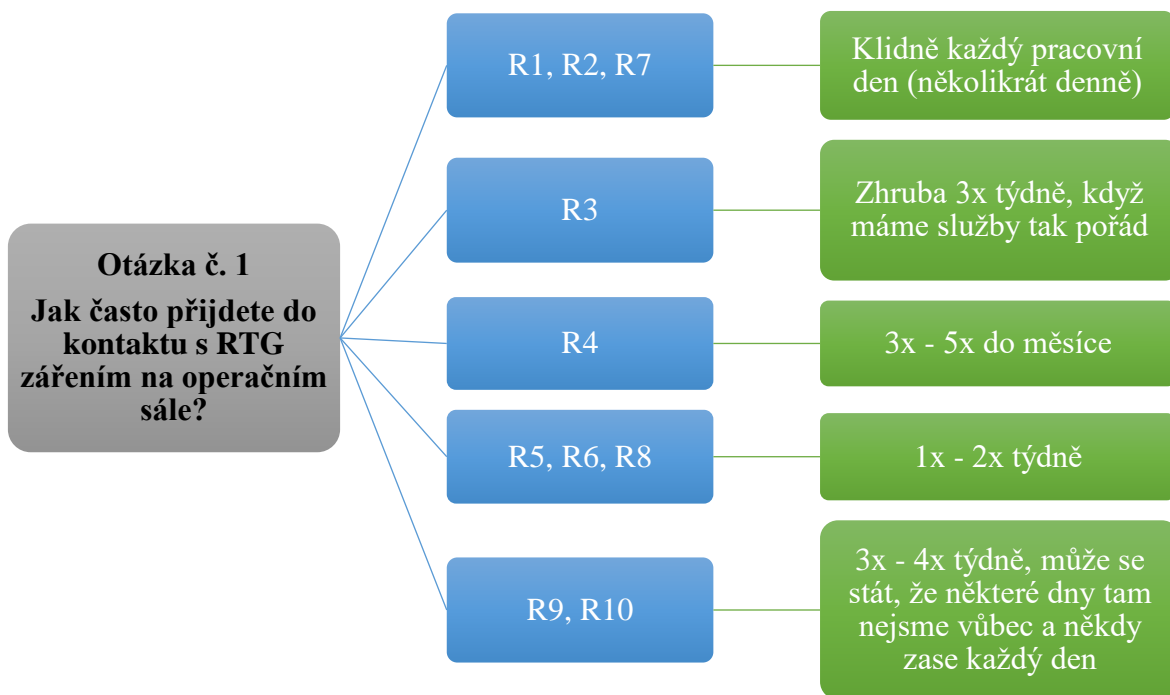 Otázka č. 1
Jak často přijdete do
kontaktu s RTG
zářením na operačním
sále?
R1, R2, R7
Klidně každý pracovní
den (několikrát denně)
R3
Zhruba 3x týdně, když
máme služby tak pořád
R4
3x - 5x do měsíce
R5, R6, R8
1x - 2x týdně
R9, R10
3x - 4x týdně, může se
stát, že některé dny tam
nejsme vůbec a někdy
zase každý den